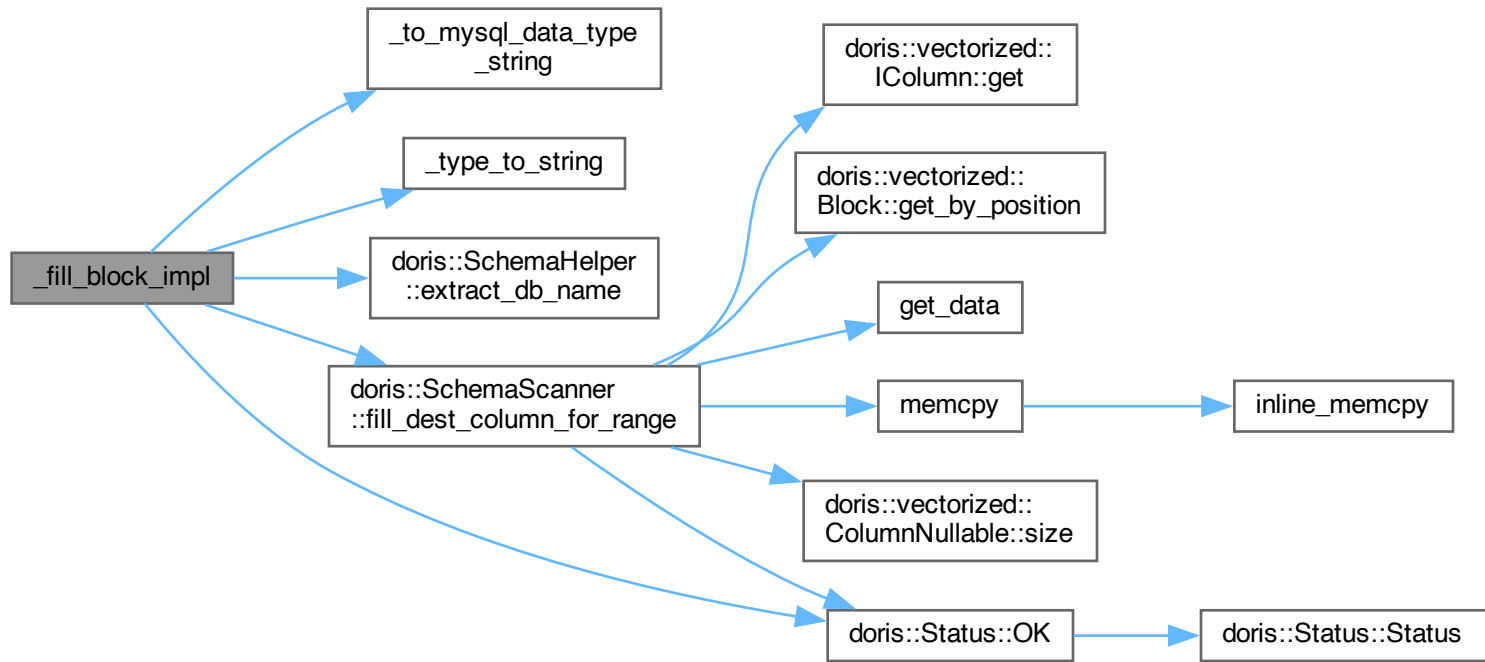 _to_mysql_data_type
_string
_type_to_string
_fill_block_impl
doris::SchemaHelper
::extract_db_name
doris::SchemaScanner
::fill_dest_column_for_range
doris::vectorized::
IColumn::get
doris::vectorized::
Block::get_by_position
get_data
memcpy
inline_memcpy
doris::vectorized::
ColumnNullable::size
doris::Status::OK
doris::Status::Status